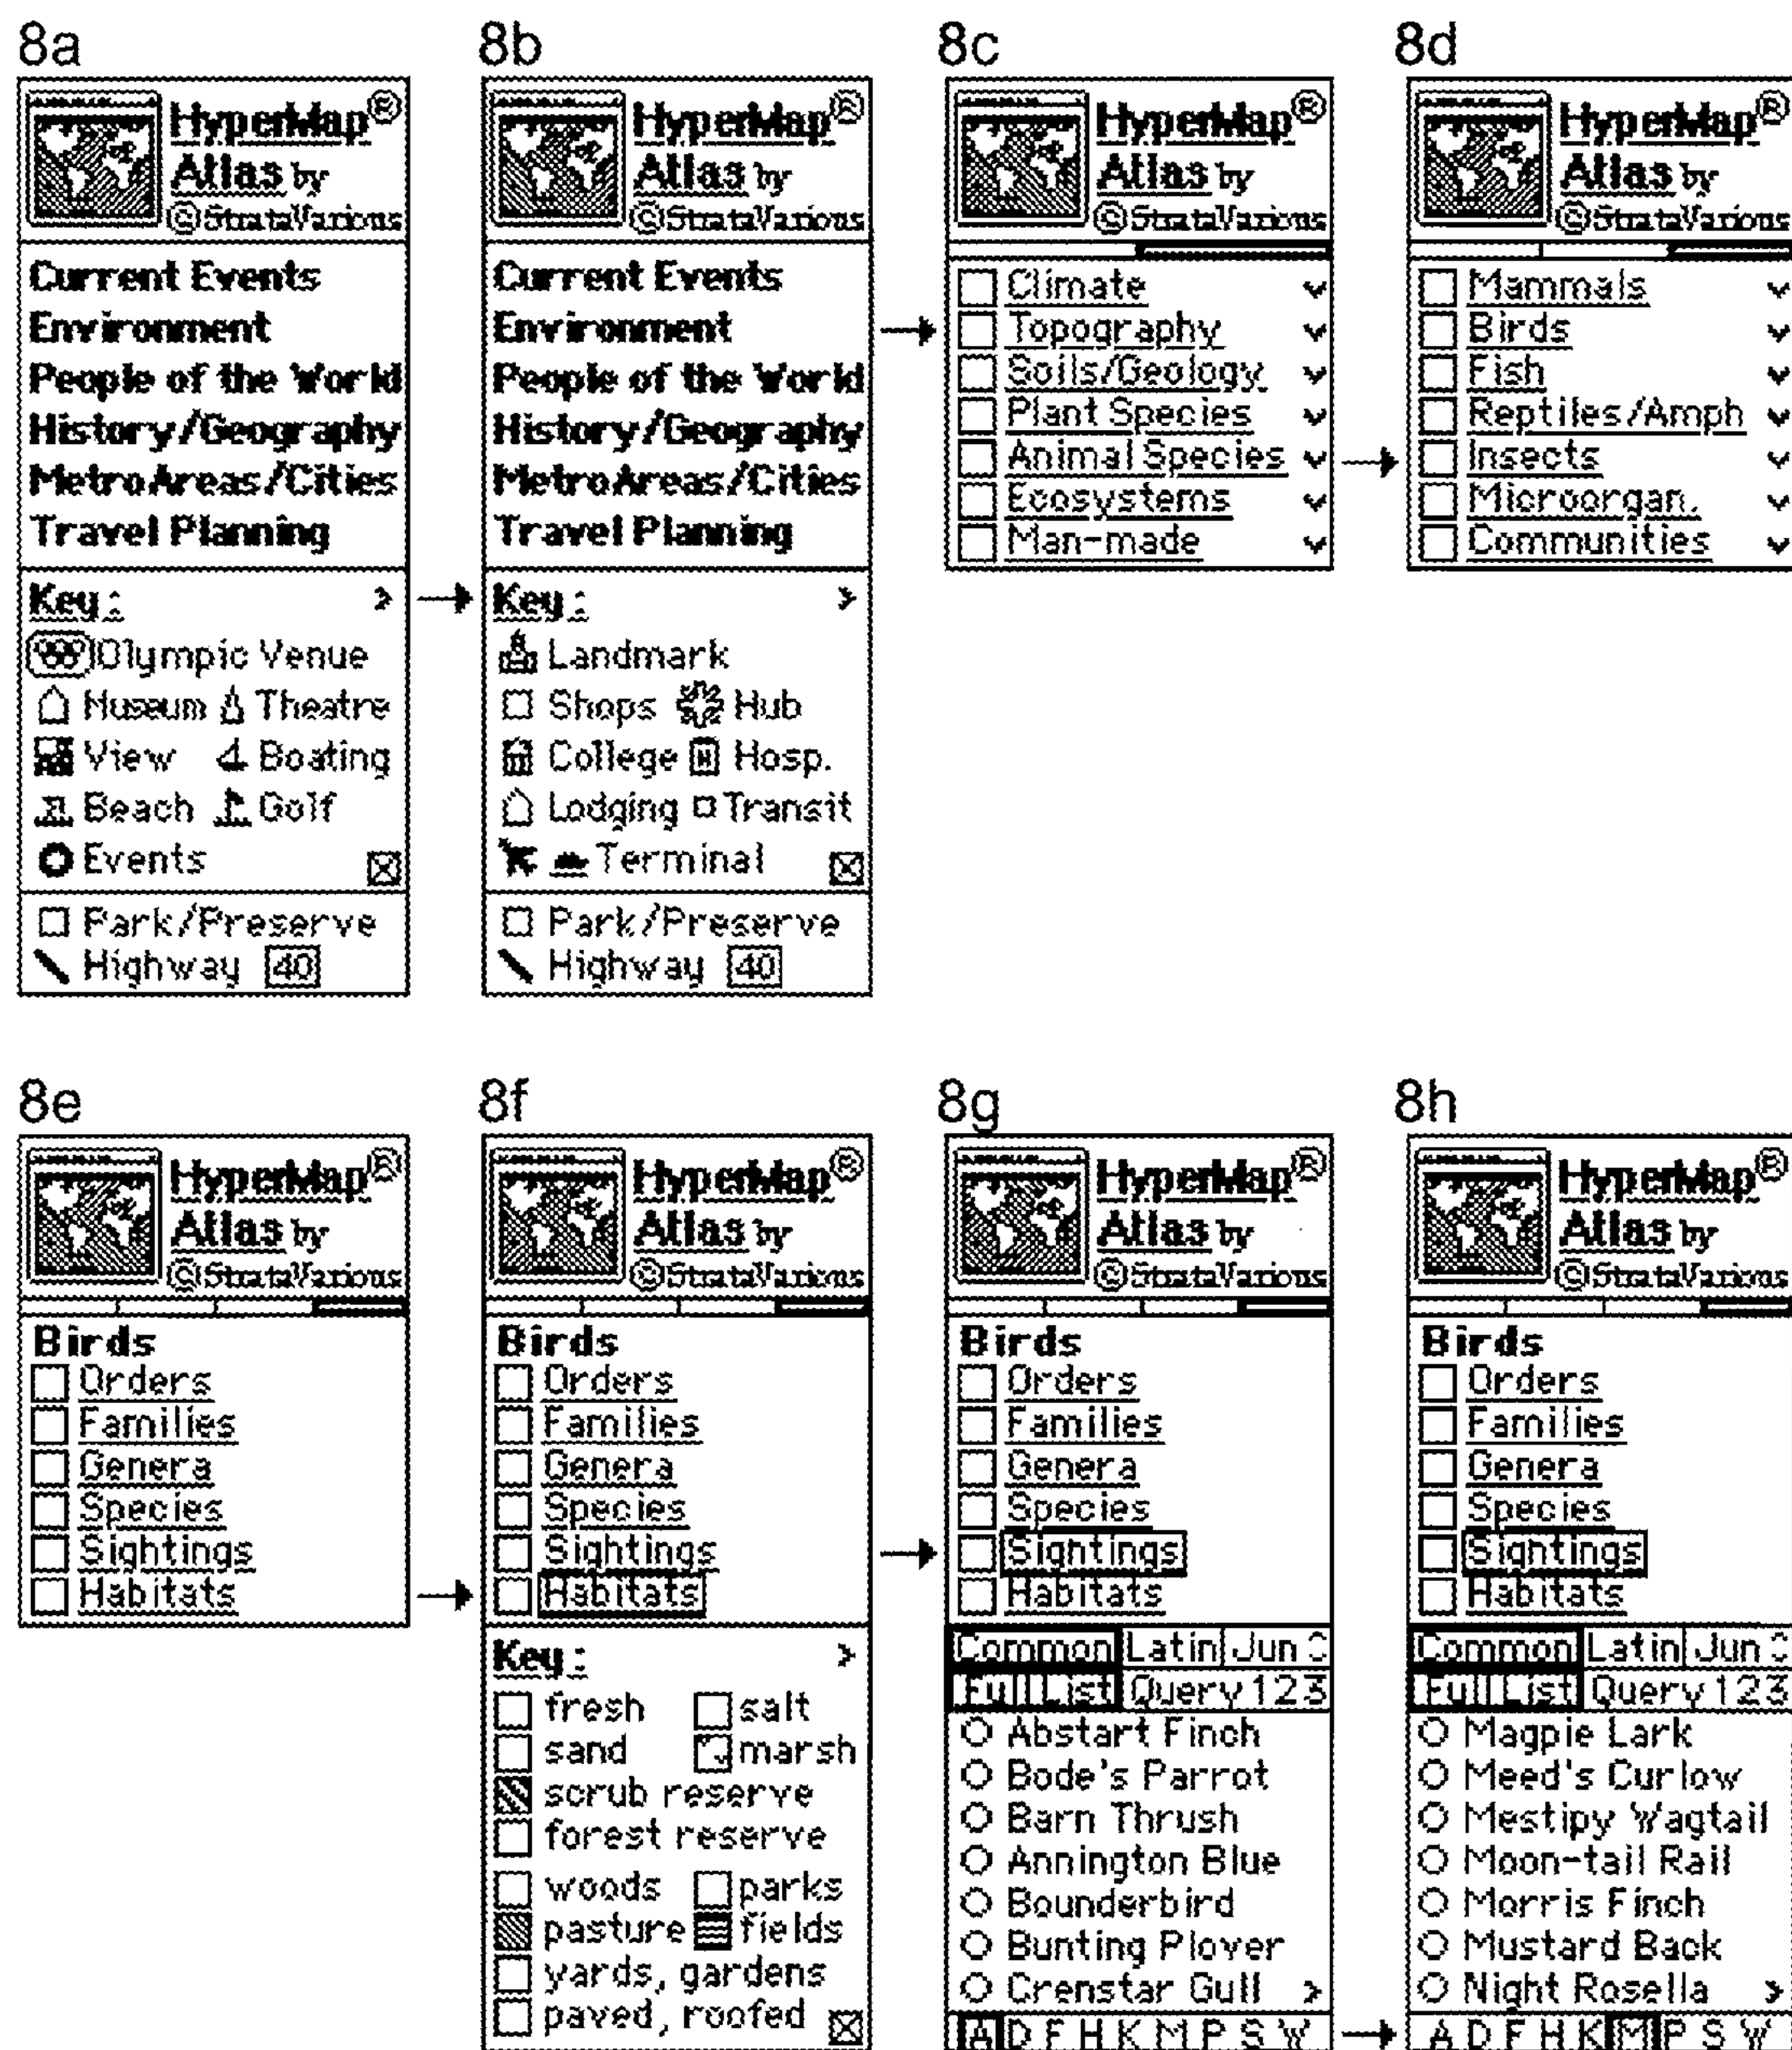 8a
HyperMap®
Atlas by
©StrataVarious
Current Events
Environment
People of the World
History/Geography
MetroAreas/Cities
Travel Planning
Key:  >
Olympic Venue
Museum Theatre
View Boating
Beach Golf
Events
Park/Preserve
Highway 40
8b
HyperMap®
Atlas by
©StrataVarious
Current Events
Environment
People of the World
History/Geography
MetroAreas/Cities
Travel Planning
Key:  >
Landmark
Shops Hub
College H Hosp.
Lodging Transit
Terminal
Park/Preserve
Highway 40
8c
HyperMap®
Atlas by
©StrataVarious
Climate
Topography
Soils/Geology
Plant Species
Animal Species
Ecosystems
Man-made
8d
HyperMap®
Atlas by
©StrataVarious
Mammals
Birds
Fish
Reptiles/Amph
Insects
Microorgan.
Communities
8e
HyperMap®
Atlas by
©StrataVarious
Birds
Orders
Families
Genera
Species
Sightings
Habitats
8f
HyperMap®
Atlas by
©StrataVarious
Birds
Orders
Families
Genera
Species
Sightings
Habitats
Key:  >
fresh salt
sand marsh
scrub reserve
forest reserve
woods parks
pasture fields
yards, gardens
paved, roofed
8g
HyperMap®
Atlas by
©StrataVarious
Birds
Orders
Families
Genera
Species
Sightings
Habitats
Common Latin Jun
Full List Query 1 2 3
Abstart Finch
Bode's Parrot
Barn Thrush
Annington Blue
Bounderbird
Bunting Plover
Crenstar Gull >
A D F H K M P S W
8h
HyperMap®
Atlas by
©StrataVarious
Birds
Orders
Families
Genera
Species
Sightings
Habitats
Common Latin Jun
Full List Query 1 2 3
Magpie Lark
Meed's Curlow
Mestipy Wagtail
Moon-tail Rail
Morris Finch
Mustard Back
Night Rosella >
A D F H K M P S W